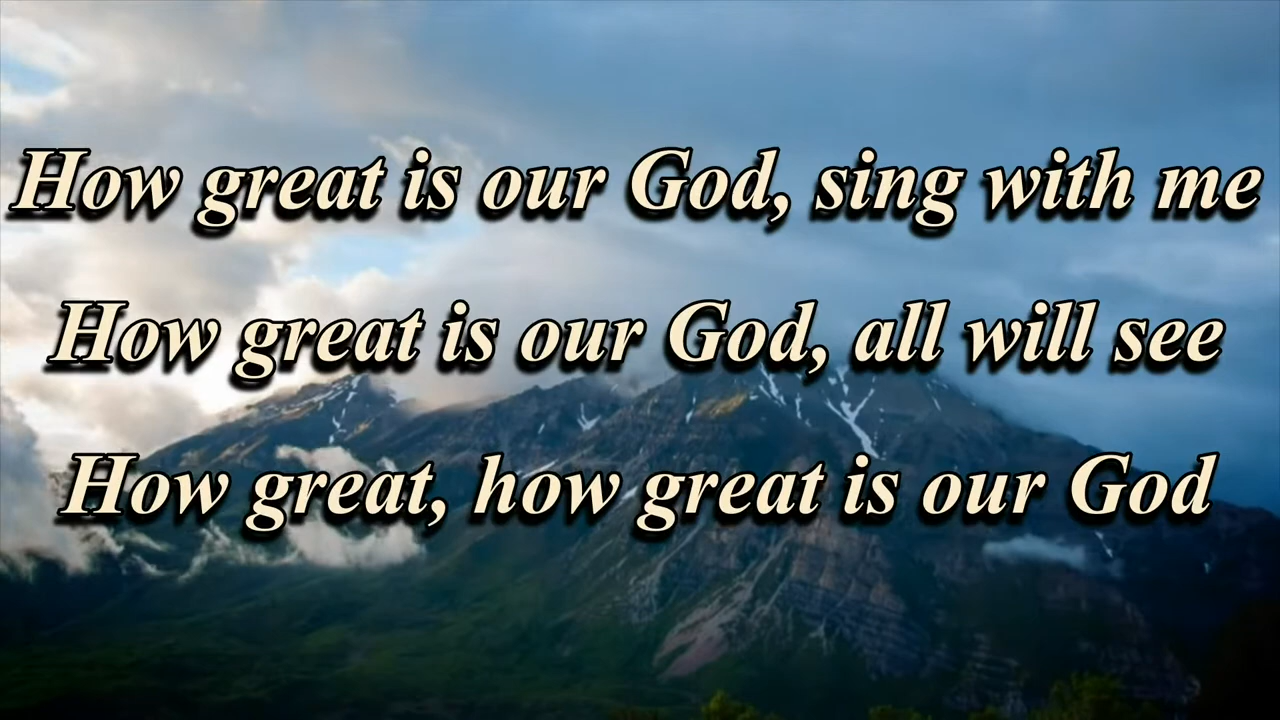 How great is our God, sing with me
How great is our God, all will see
How great, how great is our God